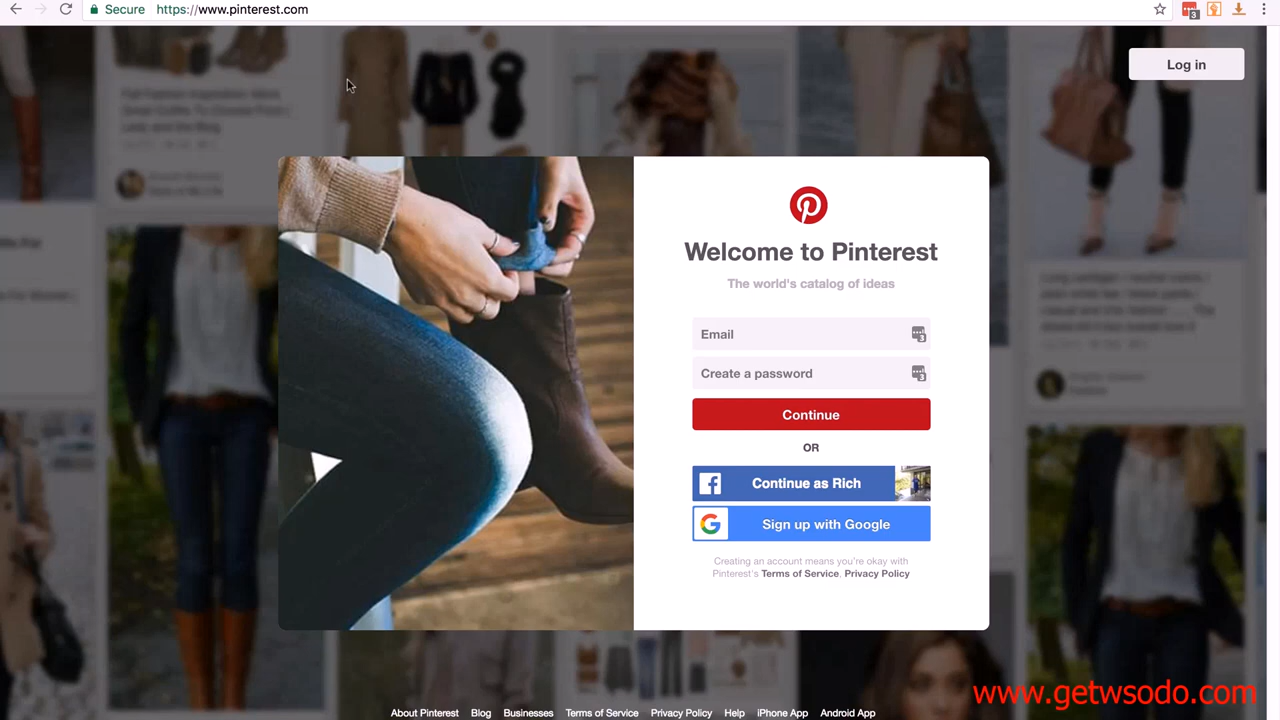 Secure https://www.pinterest.com
3
Log in
Welcome to Pinterest
The world's catalog of ideas
Email
3
Create a password
3
Continue
OR
Continue as Rich
Sign up with Google
Creating an account means you're okay with
Pinterest's Terms of Service, Privacy Policy
www.getwsodo.com
About Pinterest Blog Businesses Terms of Service Privacy Policy Help iPhone App Android App